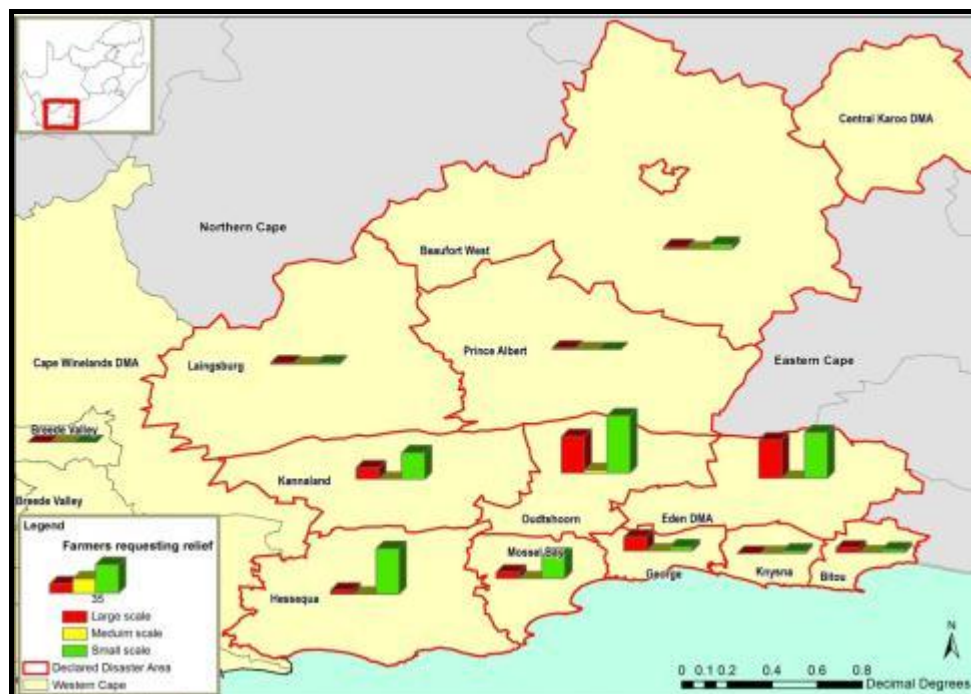 Central Karoo DMA
Northern Cape
Beaufort West
Cape Winelands DMA
Laingsburg
Prince Albert
Eastern Cape
Breede Valley
Kannaland
Breede Valley
Oudtshoorn
Eden DMA
Legend
Farmers requesting relief
35
Large scale
Meduim scale
Small scale
Declared Disaster Area
Western Cape
Mossel Bay
Hessequa
George
Knysna
Bitou
N
0 0.1 0.2 0.4 0.6 0.8
Decimal Degrees